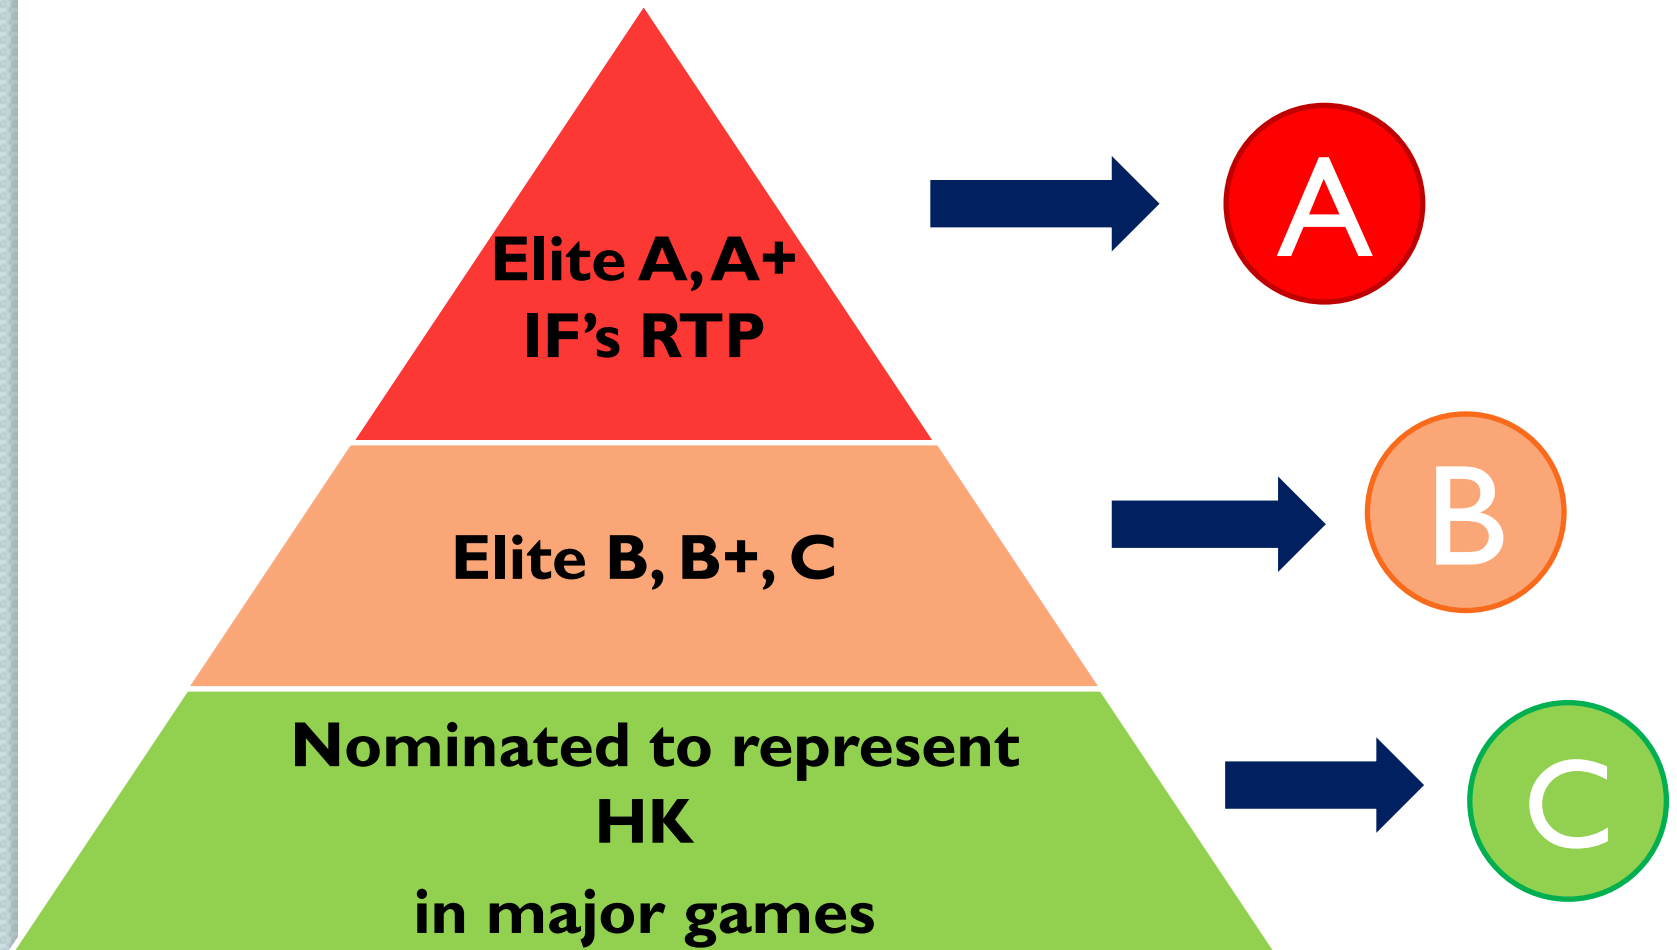 Elite A, A+
IF’s RTP
A
Elite B, B+, C
B
Nominated to represent
HK
in major games
C